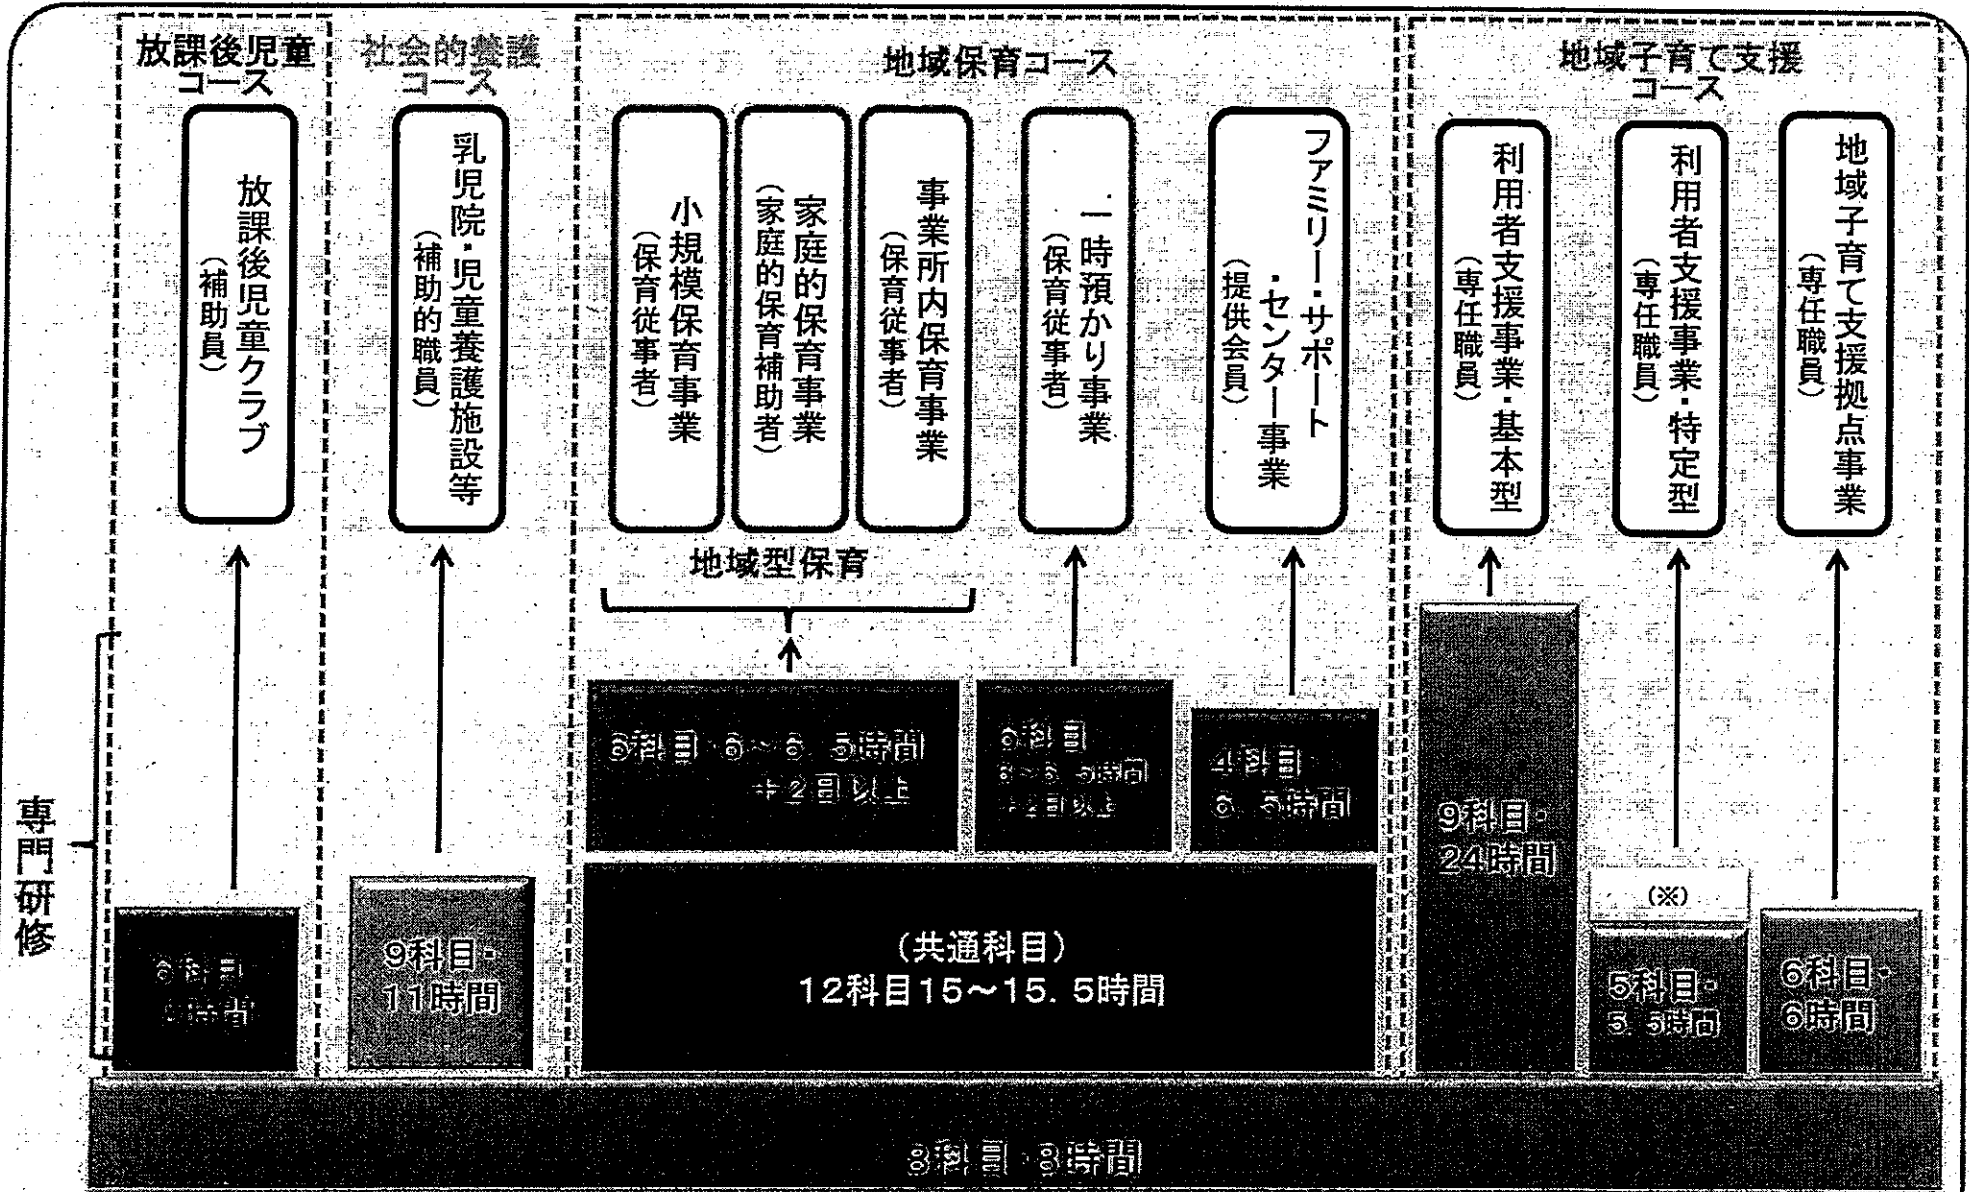 放課後児童
コース
社会的養護
コース
地域保育コース
地域子育て支援
コース
放課後児童クラブ
（補助員）
乳児院・児童養護施設等
（補助的職員）
小規模保育事業
（保育従事者）
家庭的保育事業
（家庭的保育補助者）
事業所内保育事業
（保育従事者）
一時預かり事業
（保育従事者）
ファミリー・サポート
・センター事業
（提供会員）
利用者支援事業・基本型
（専任職員）
利用者支援事業・特定型
（専任職員）
地域子育て支援拠点事業
（専任職員）
地域型保育
専門研修
6科目・
時間
9科目・
11時間
6科目・6～6．5時間
＋2日以上
6科目
6～6．5時間
＋2日以上
4科目・
6．5時間
（共通科目）
12科目15～15．5時間
9科目・
24時間
（※）
5科目・
5．5時間
6科目・
6時間
8科目・8時間